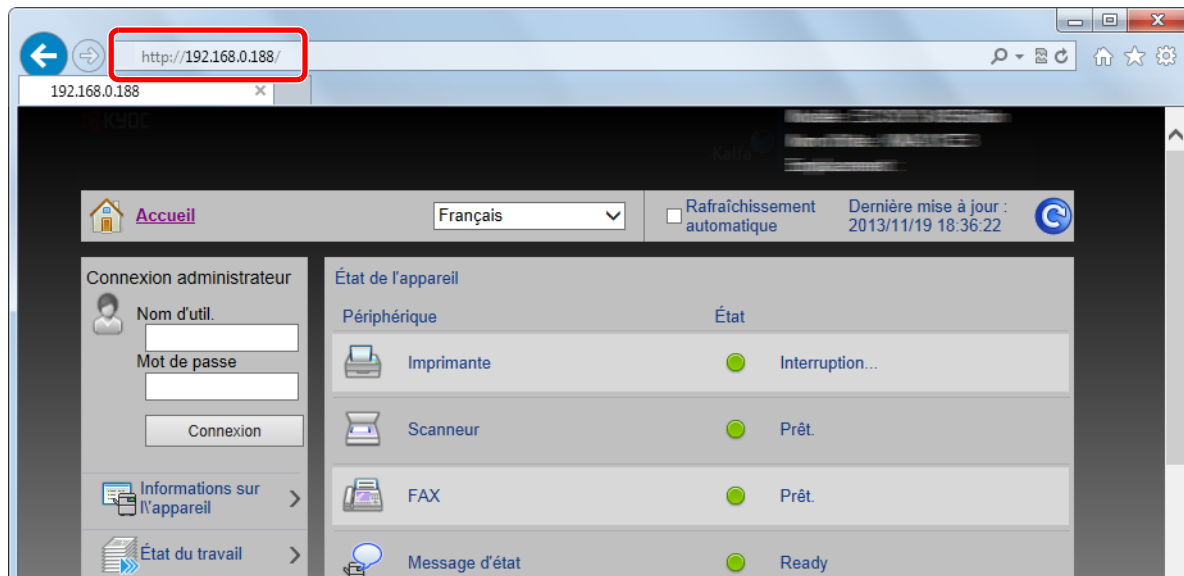 http://192.168.0.188/
192.168.0.188
Accueil
Français
Rafraîchissement
automatique
Dernière mise à jour :
2013/11/19 18:36:22
Connexion administrateur
Nom d'util.
Mot de passe
Connexion
Informations sur
l\'appareil
État du travail
État de l'appareil
Périphérique État
Imprimante Interruption...
Scanneur Prêt.
FAX Prêt.
Message d'état Ready